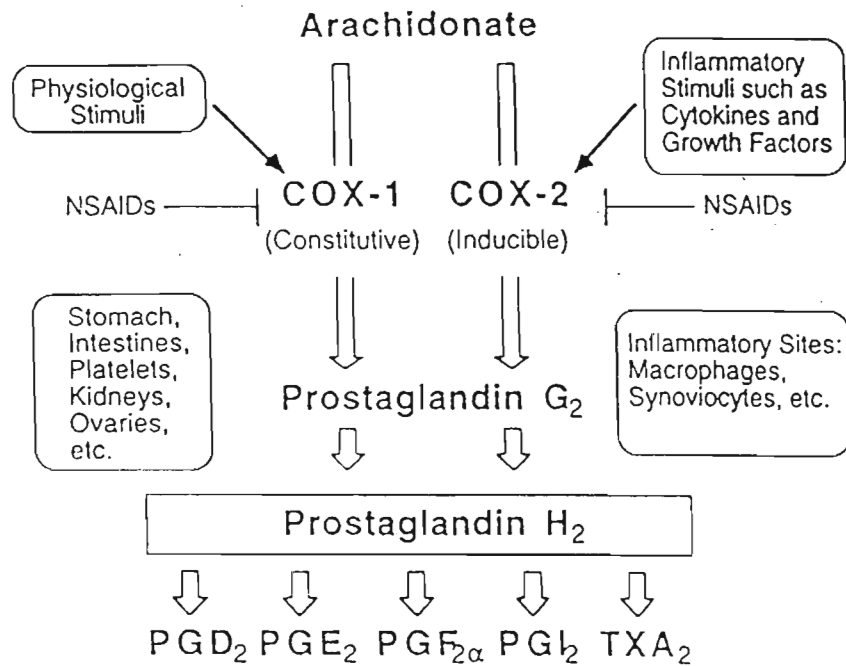 Arachidonate
Physiological
Stimuli
Inflammatory
Stimuli such as
Cytokines and
Growth Factors
NSAIDs
COX-1
COX-2
NSAIDs
(Constitutive)
(Inducible)
Stomach,
Intestines,
Platelets,
Kidneys,
Ovaries,
etc.
Inflammatory Sites:
Macrophages,
Synoviocytes, etc.
Prostaglandin G₂
Prostaglandin H₂
PGD₂ PGE₂ PGF₂α PGI₂ TXA₂